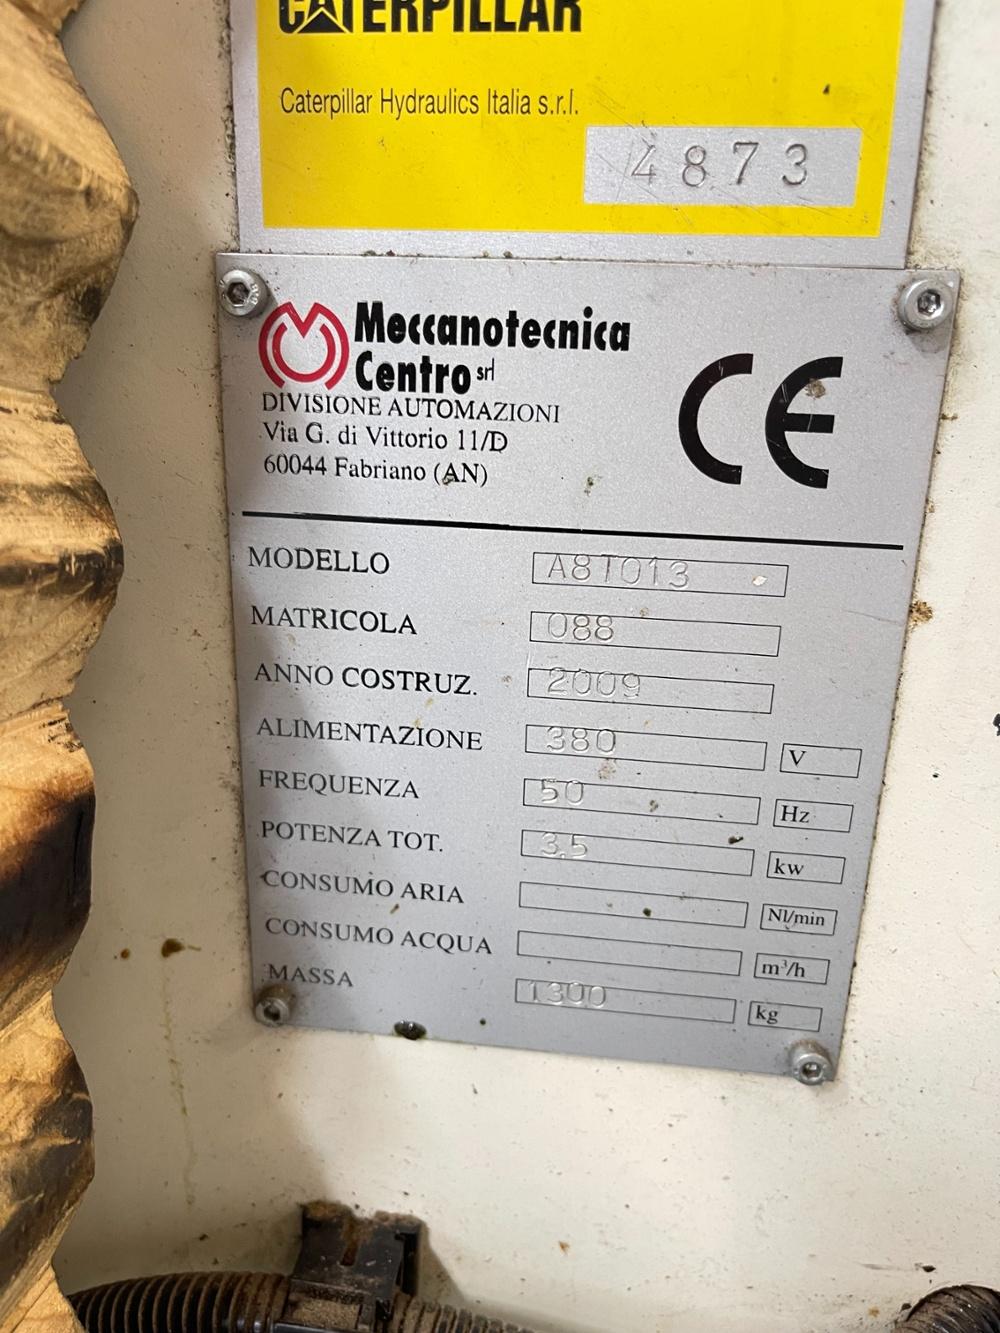 CATERPILLAR
Caterpillar Hydraulics Italia s.r.l.
4873
Meccanotecnica
Centro srl
DIVISIONE AUTOMAZIONI
Via G. di Vittorio 11/D
60044 Fabriano (AN)
CE
MODELLO A8T013
MATRICOLA 088
ANNO COSTRUZ. 2009
ALIMENTAZIONE 380 V
FREQUENZA 50 Hz
POTENZA TOT. 3.5 kw
CONSUMO ARIA Nl/min
CONSUMO ACQUA m³/h
MASSA 1300 kg